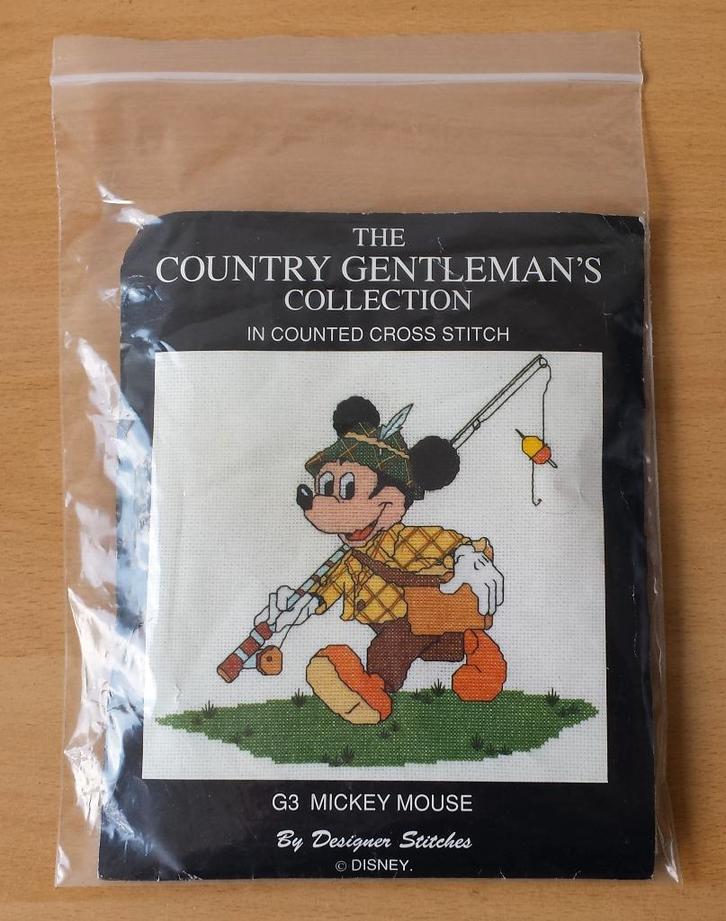 THE
COUNTRY GENTLEMAN'S
COLLECTION
IN COUNTED CROSS STITCH
G3 MICKEY MOUSE
By Designer Stitches
© DISNEY.